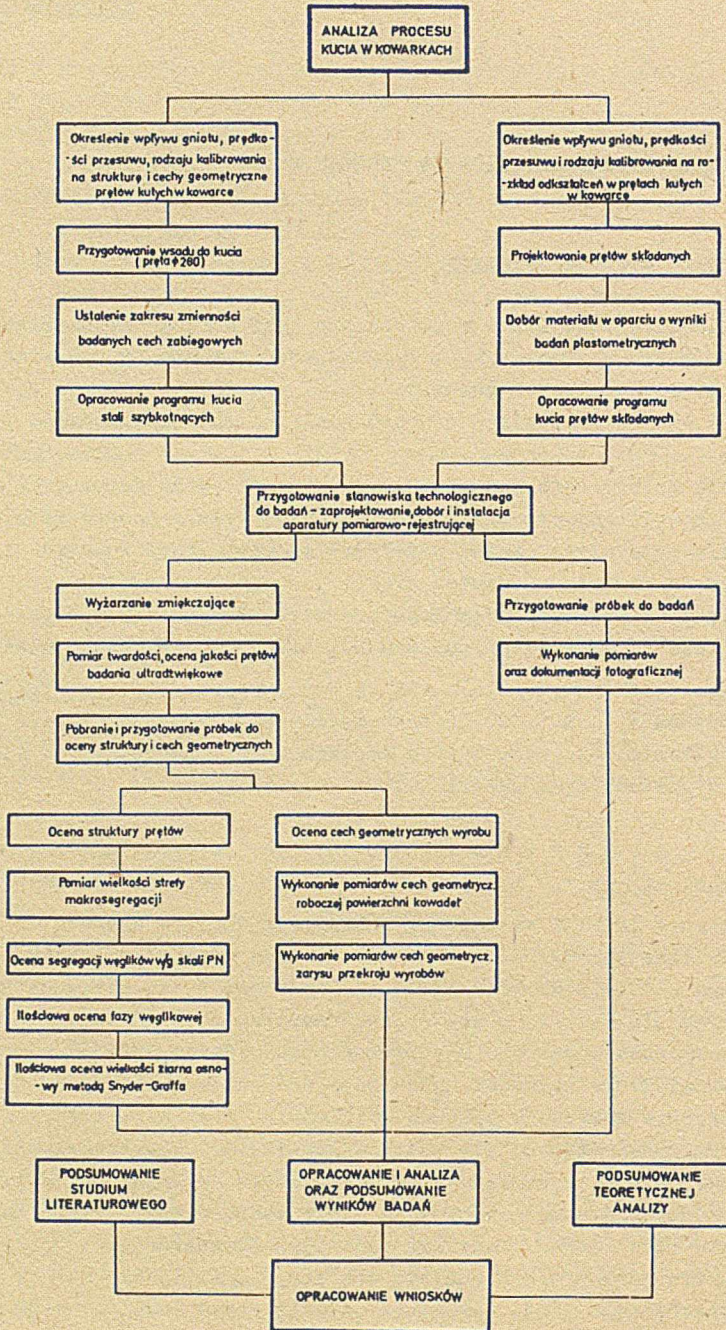 ANALIZA PROCESU
KUCIA W KOWARKACH
Określenie wpływu gniotu, prędko-
-ści przesuwu, rodzaju kalibrowania
na strukturę i cechy geometryczne
prętów kutych w kowarce
Przygotowanie wsadu do kucia
(pręta ϕ 260)
Ustalenie zakresu zmienności
badanych cech zabiegowych
Opracowanie programu kucia
stali szybkotnących
Określenie wpływu gniotu, prędkości
przesuwu i rodzaju kalibrowania na ro-
-zkład odkształceń w prętach kutych
w kowarce
Projektowanie prętów składanych
Dobór materiału w oparciu o wyniki
badań plastometrycznych
Opracowanie programu
kucia prętów składanych
Przygotowanie stanowiska technologicznego
do badań – zaprojektowanie, dobór i instalacja
aparatury pomiarowo-rejestrującej
Wyżarzanie zmiękczające
Pomiar twardości, ocena jakości prętów
badania ultradźwiękowe
Pobranie i przygotowanie próbek do
oceny struktury i cech geometrycznych
Przygotowanie próbek do badań
Wykonanie pomiarów
oraz dokumentacji fotograficznej
Ocena struktury prętów
Pomiar wielkości strefy
makrosegregacji
Ocena segregacji węglików w/g skali PN
Ilościowa ocena fazy węglikowej
Ilościowa ocena wielkości ziarna osno-
-wy metodą Snyder-Graffa
Ocena cech geometrycznych wyrobu
Wykonanie pomiarów cech geometrycz.
roboczej powierzchni kowadeł
Wykonanie pomiarów cech geometrycz.
zarysu przekroju wyrobów
PODSUMOWANIE
STUDIUM
LITERATUROWEGO
OPRACOWANIE I ANALIZA
ORAZ PODSUMOWANIE
WYNIKÓW BADAŃ
PODSUMOWANIE
TEORETYCZNEJ
ANALIZY
OPRACOWANIE WNIOSKÓW